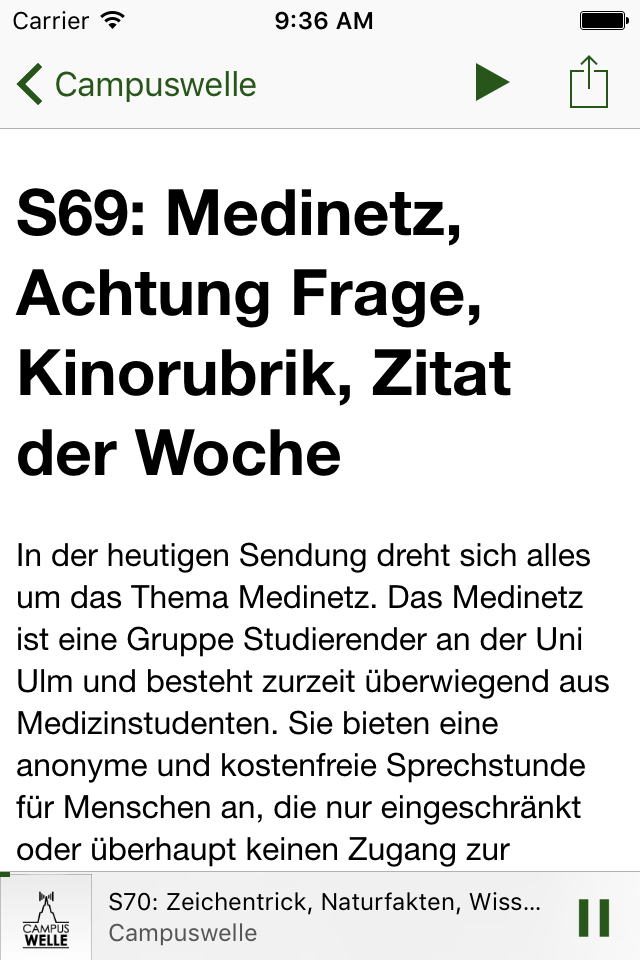 Carrier 9:36 AM
Campuswelle
S69: Medinetz,
Achtung Frage,
Kinorubrik, Zitat
der Woche
In der heutigen Sendung dreht sich alles
um das Thema Medinetz. Das Medinetz
ist eine Gruppe Studierender an der Uni
Ulm und besteht zurzeit überwiegend aus
Medizinstudenten. Sie bieten eine
anonyme und kostenfreie Sprechstunde
für Menschen an, die nur eingeschränkt
oder überhaupt keinen Zugang zur
S70: Zeichentrick, Naturfakten, Wiss...
Campuswelle
CAMPUS
WELLE